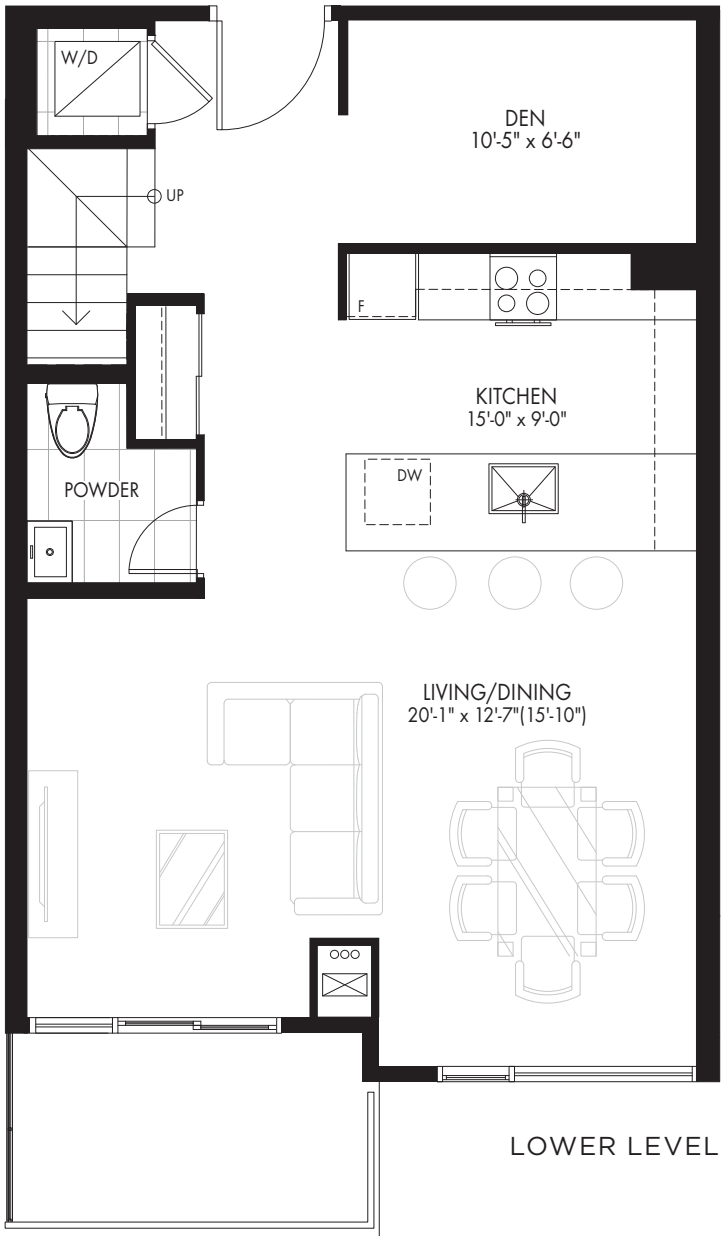 W/D
DEN
10'-5" x 6'-6"
UP
F
KITCHEN
15'-0" x 9'-0"
DW
POWDER
LIVING/DINING
20'-1" x 12'-7"(15'-10")
LOWER LEVEL